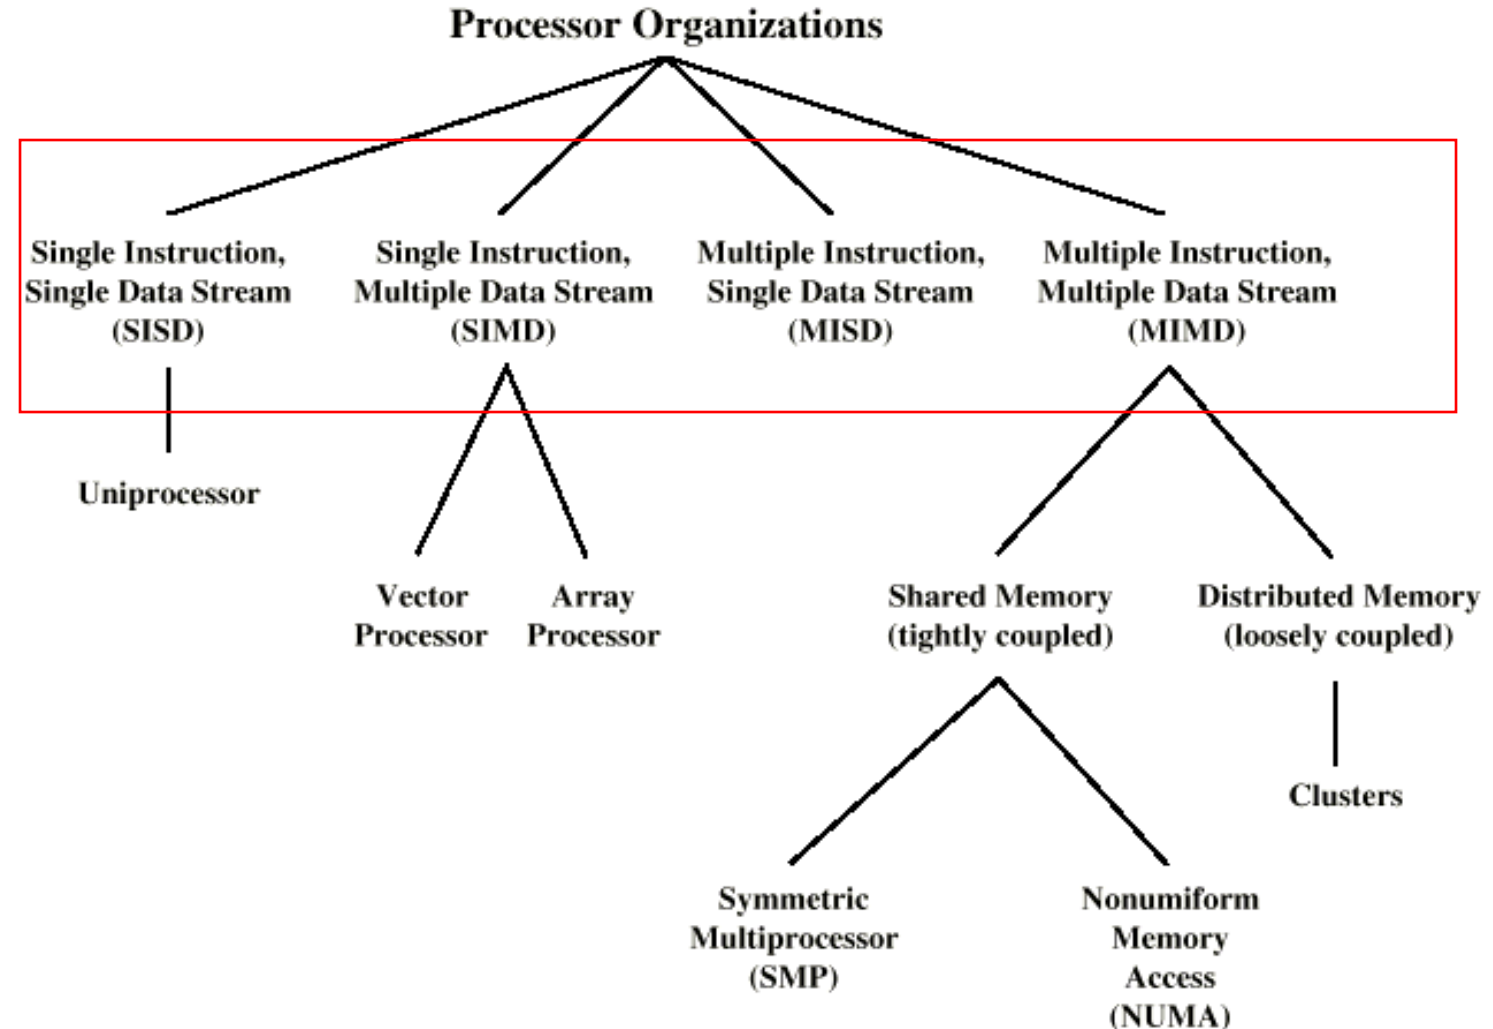 Processor Organizations
Single Instruction,
Single Data Stream
(SISD)
Single Instruction,
Multiple Data Stream
(SIMD)
Multiple Instruction,
Single Data Stream
(MISD)
Multiple Instruction,
Multiple Data Stream
(MIMD)
Uniprocessor
Vector
Processor
Array
Processor
Shared Memory
(tightly coupled)
Distributed Memory
(loosely coupled)
Clusters
Symmetric
Multiprocessor
(SMP)
Nonumiform
Memory
Access
(NUMA)